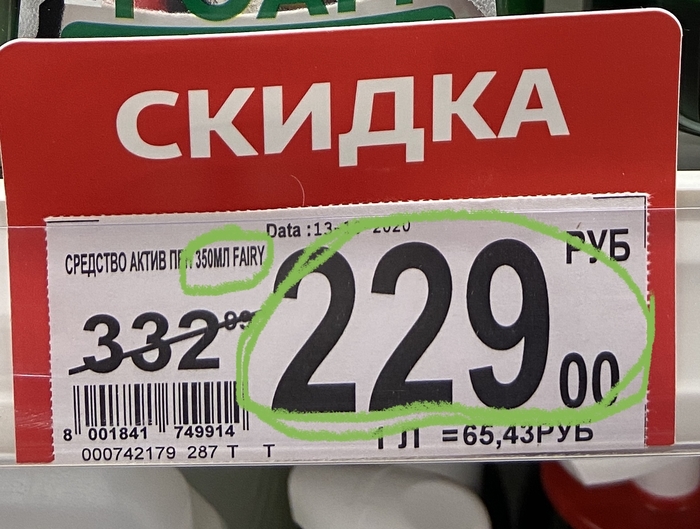 СКИДКА
Data :13- 2020
СРЕДСТВО АКТИВ 350МЛ FAIRY
РУБ
332 89
229 00
8 001841 749914
1 Л =65,43РУБ
000742179 287 Т Т